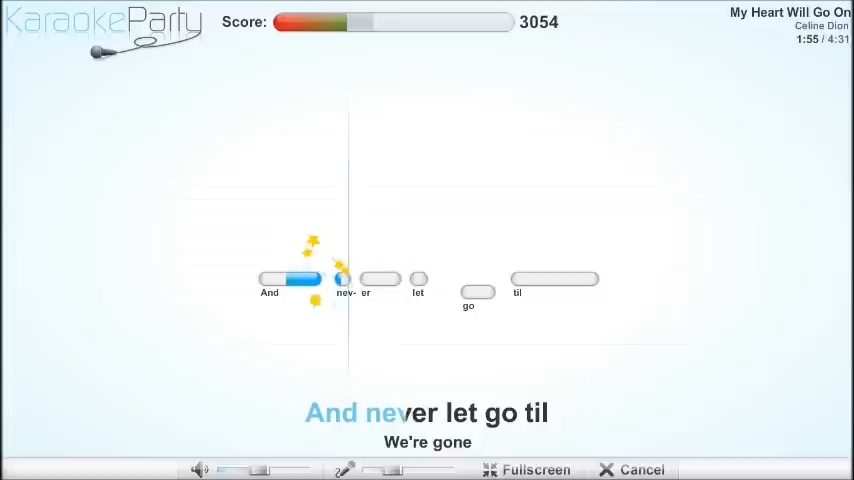 KaraokeParty
Score: 3054
My Heart Will Go On
Celine Dion
1:55 / 4:31
And nev- er let go til
And never let go til
We're gone
Fullscreen Cancel